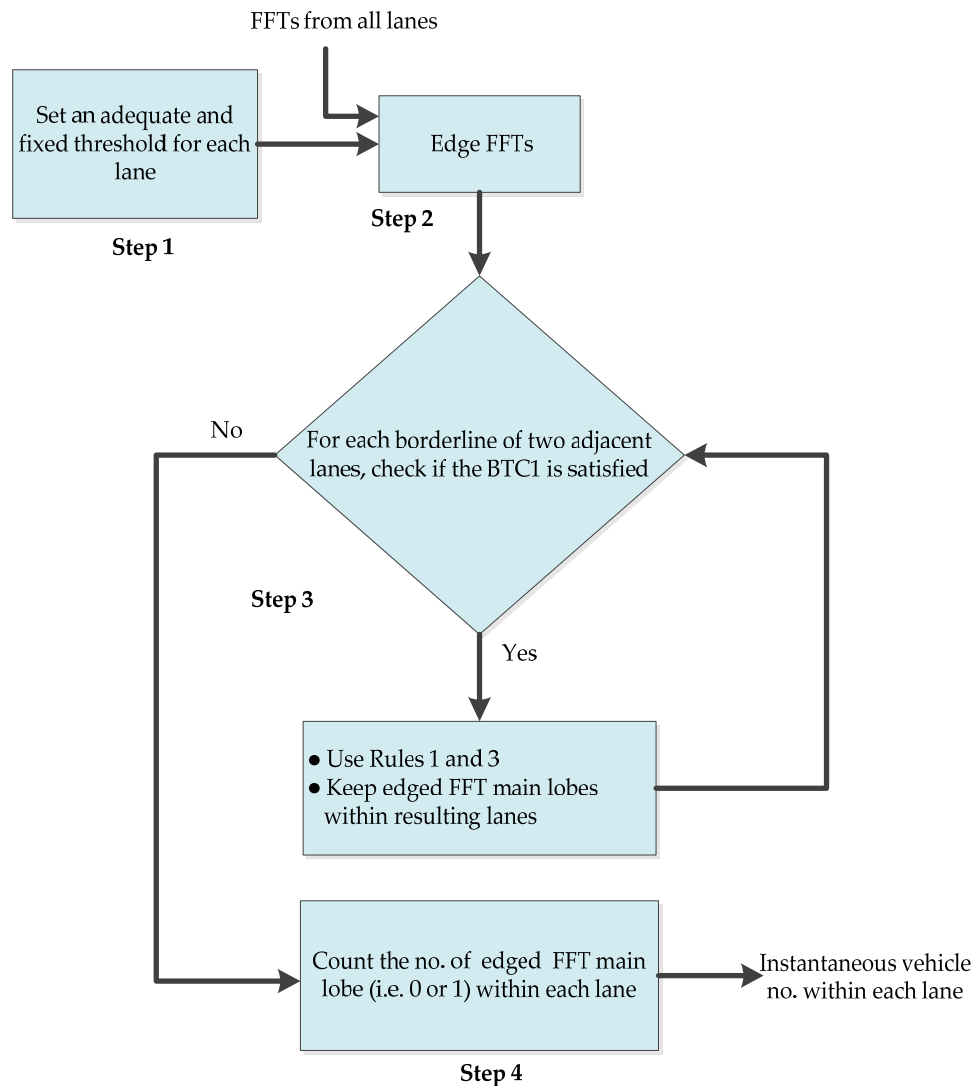 FFTs from all lanes
Set an adequate and
fixed threshold for each
lane
Step 1
Edge FFTs
Step 2
For each borderline of two adjacent
lanes, check if the BTC1 is satisfied
No
Step 3
Yes
● Use Rules 1 and 3
● Keep edged FFT main lobes
within resulting lanes
Count the no. of edged FFT main
lobe (i.e. 0 or 1) within each lane
Instantaneous vehicle
no. within each lane
Step 4